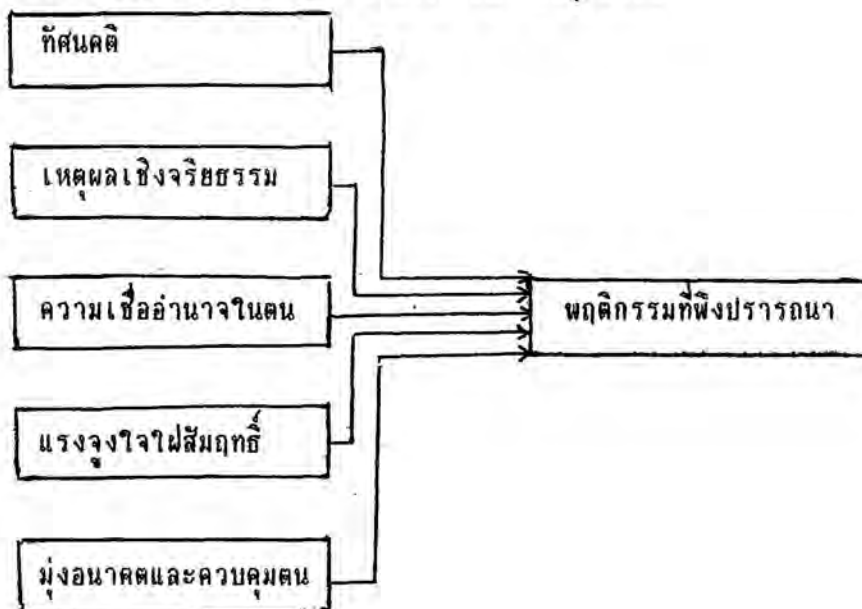 ทัศนคติ
เหตุผลเชิงจริยธรรม
ความเชื่ออำนาจในตน
พฤติกรรมที่พึงปรารถนา
แรงจูงใจใฝ่สัมฤทธิ์
มุ่งอนาคตและควบคุมตน